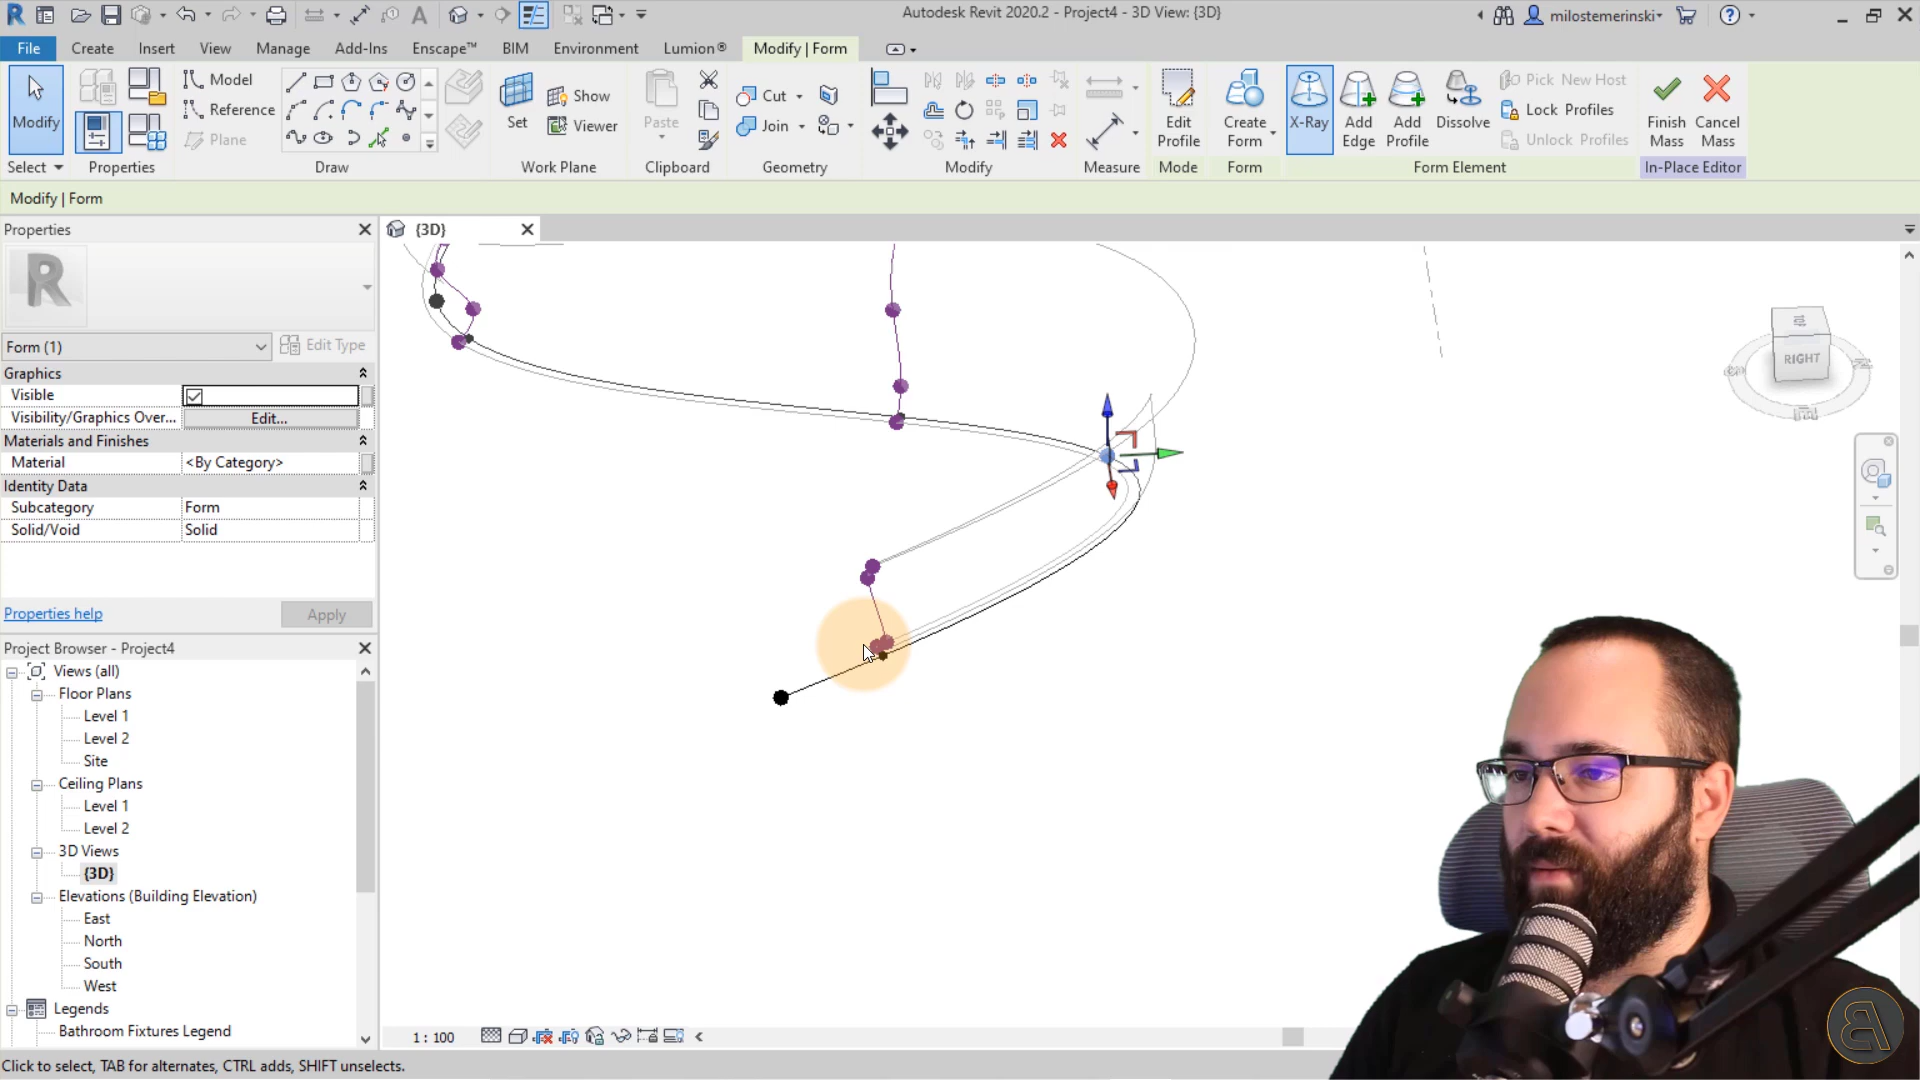 Autodesk Revit 2020.2 - Project4 - 3D View: {3D}
milostemerinski
File
Create
Insert
View
Manage
Add-Ins
Enscape™
BIM
Environment
Lumion®
Modify | Form
Modify
Select
Properties
Model
Reference
Plane
Draw
Set
Show
Viewer
Work Plane
Paste
Clipboard
Cut
Join
Geometry
Modify
Measure
Edit Profile
Mode
Create Form
Form
X-Ray
Add Edge
Add Profile
Dissolve
Pick New Host
Lock Profiles
Unlock Profiles
Form Element
Finish Mass
Cancel Mass
In-Place Editor
Modify | Form
Properties
R
{3D}
Form (1)
Edit Type
Graphics
Visible
Visibility/Graphics Over...
Edit...
Materials and Finishes
Material
<By Category>
Identity Data
Subcategory
Form
Solid/Void
Solid
RIGHT
Properties help
Apply
Project Browser - Project4
Views (all)
Floor Plans
Level 1
Level 2
Site
Ceiling Plans
Level 1
Level 2
3D Views
{3D}
Elevations (Building Elevation)
East
North
South
West
Legends
Bathroom Fixtures Legend
1 : 100
Click to select, TAB for alternates, CTRL adds, SHIFT unselects.